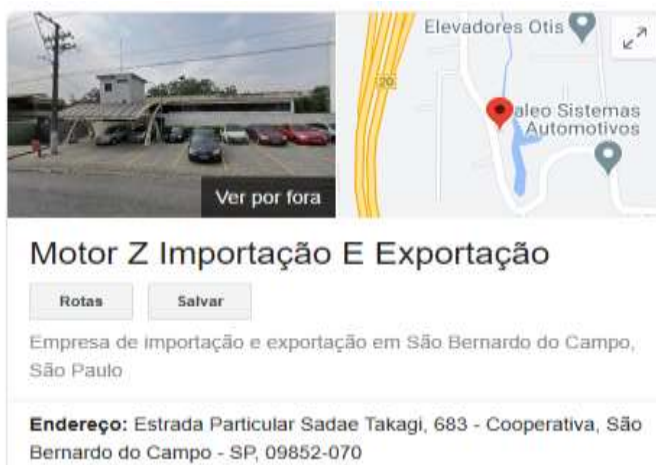 Elevadores Otis
20
aleo Sistemas
Automotivos
Ver por fora
Motor Z Importação E Exportação
Rotas
Salvar
Empresa de importação e exportação em São Bernardo do Campo,
São Paulo
Endereço: Estrada Particular Sadae Takagi, 683 - Cooperativa, São
Bernardo do Campo - SP, 09852-070